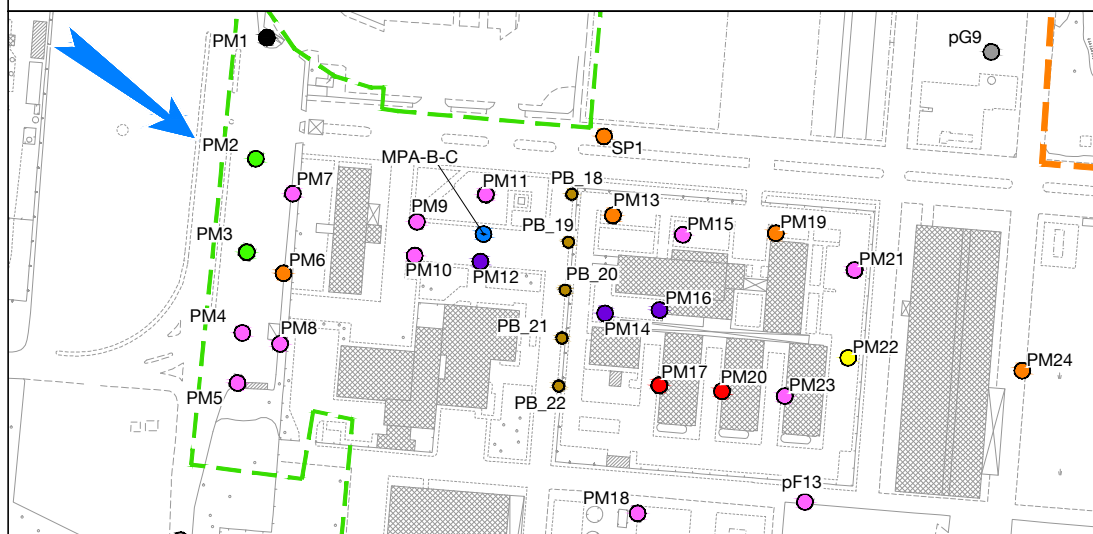 PM1
pG9
PM2
SP1
MPA-B-C
PM7
PM11
PB_18
PM9
PM13
PM15
PM19
PB_19
PM3
PM6
PM10
PM12
PB_20
PM21
PM16
PM4
PM8
PB_21
PM14
PM22
PM24
PM5
PB_22
PM17
PM20
PM23
PM18
pF13